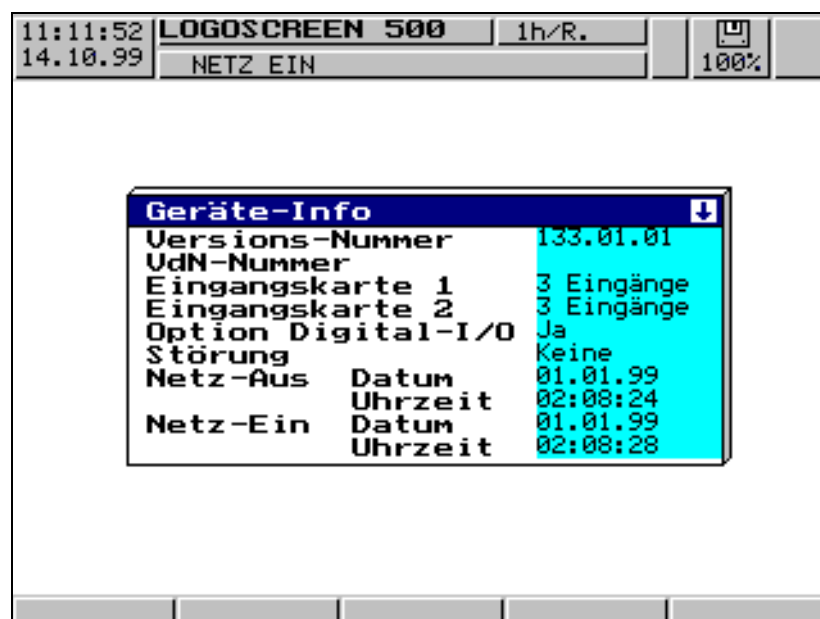 11:11:52 LOGOSCREEN 500 1h/R.
14.10.99 NETZ EIN 100%
Geräte-Info
Versions-Nummer 133.01.01
VdN-Nummer
Eingangskarte 1 3 Eingänge
Eingangskarte 2 3 Eingänge
Option Digital-I/O Ja
Störung Keine
Netz-Aus Datum 01.01.99
Uhrzeit 02:08:24
Netz-Ein Datum 01.01.99
Uhrzeit 02:08:28